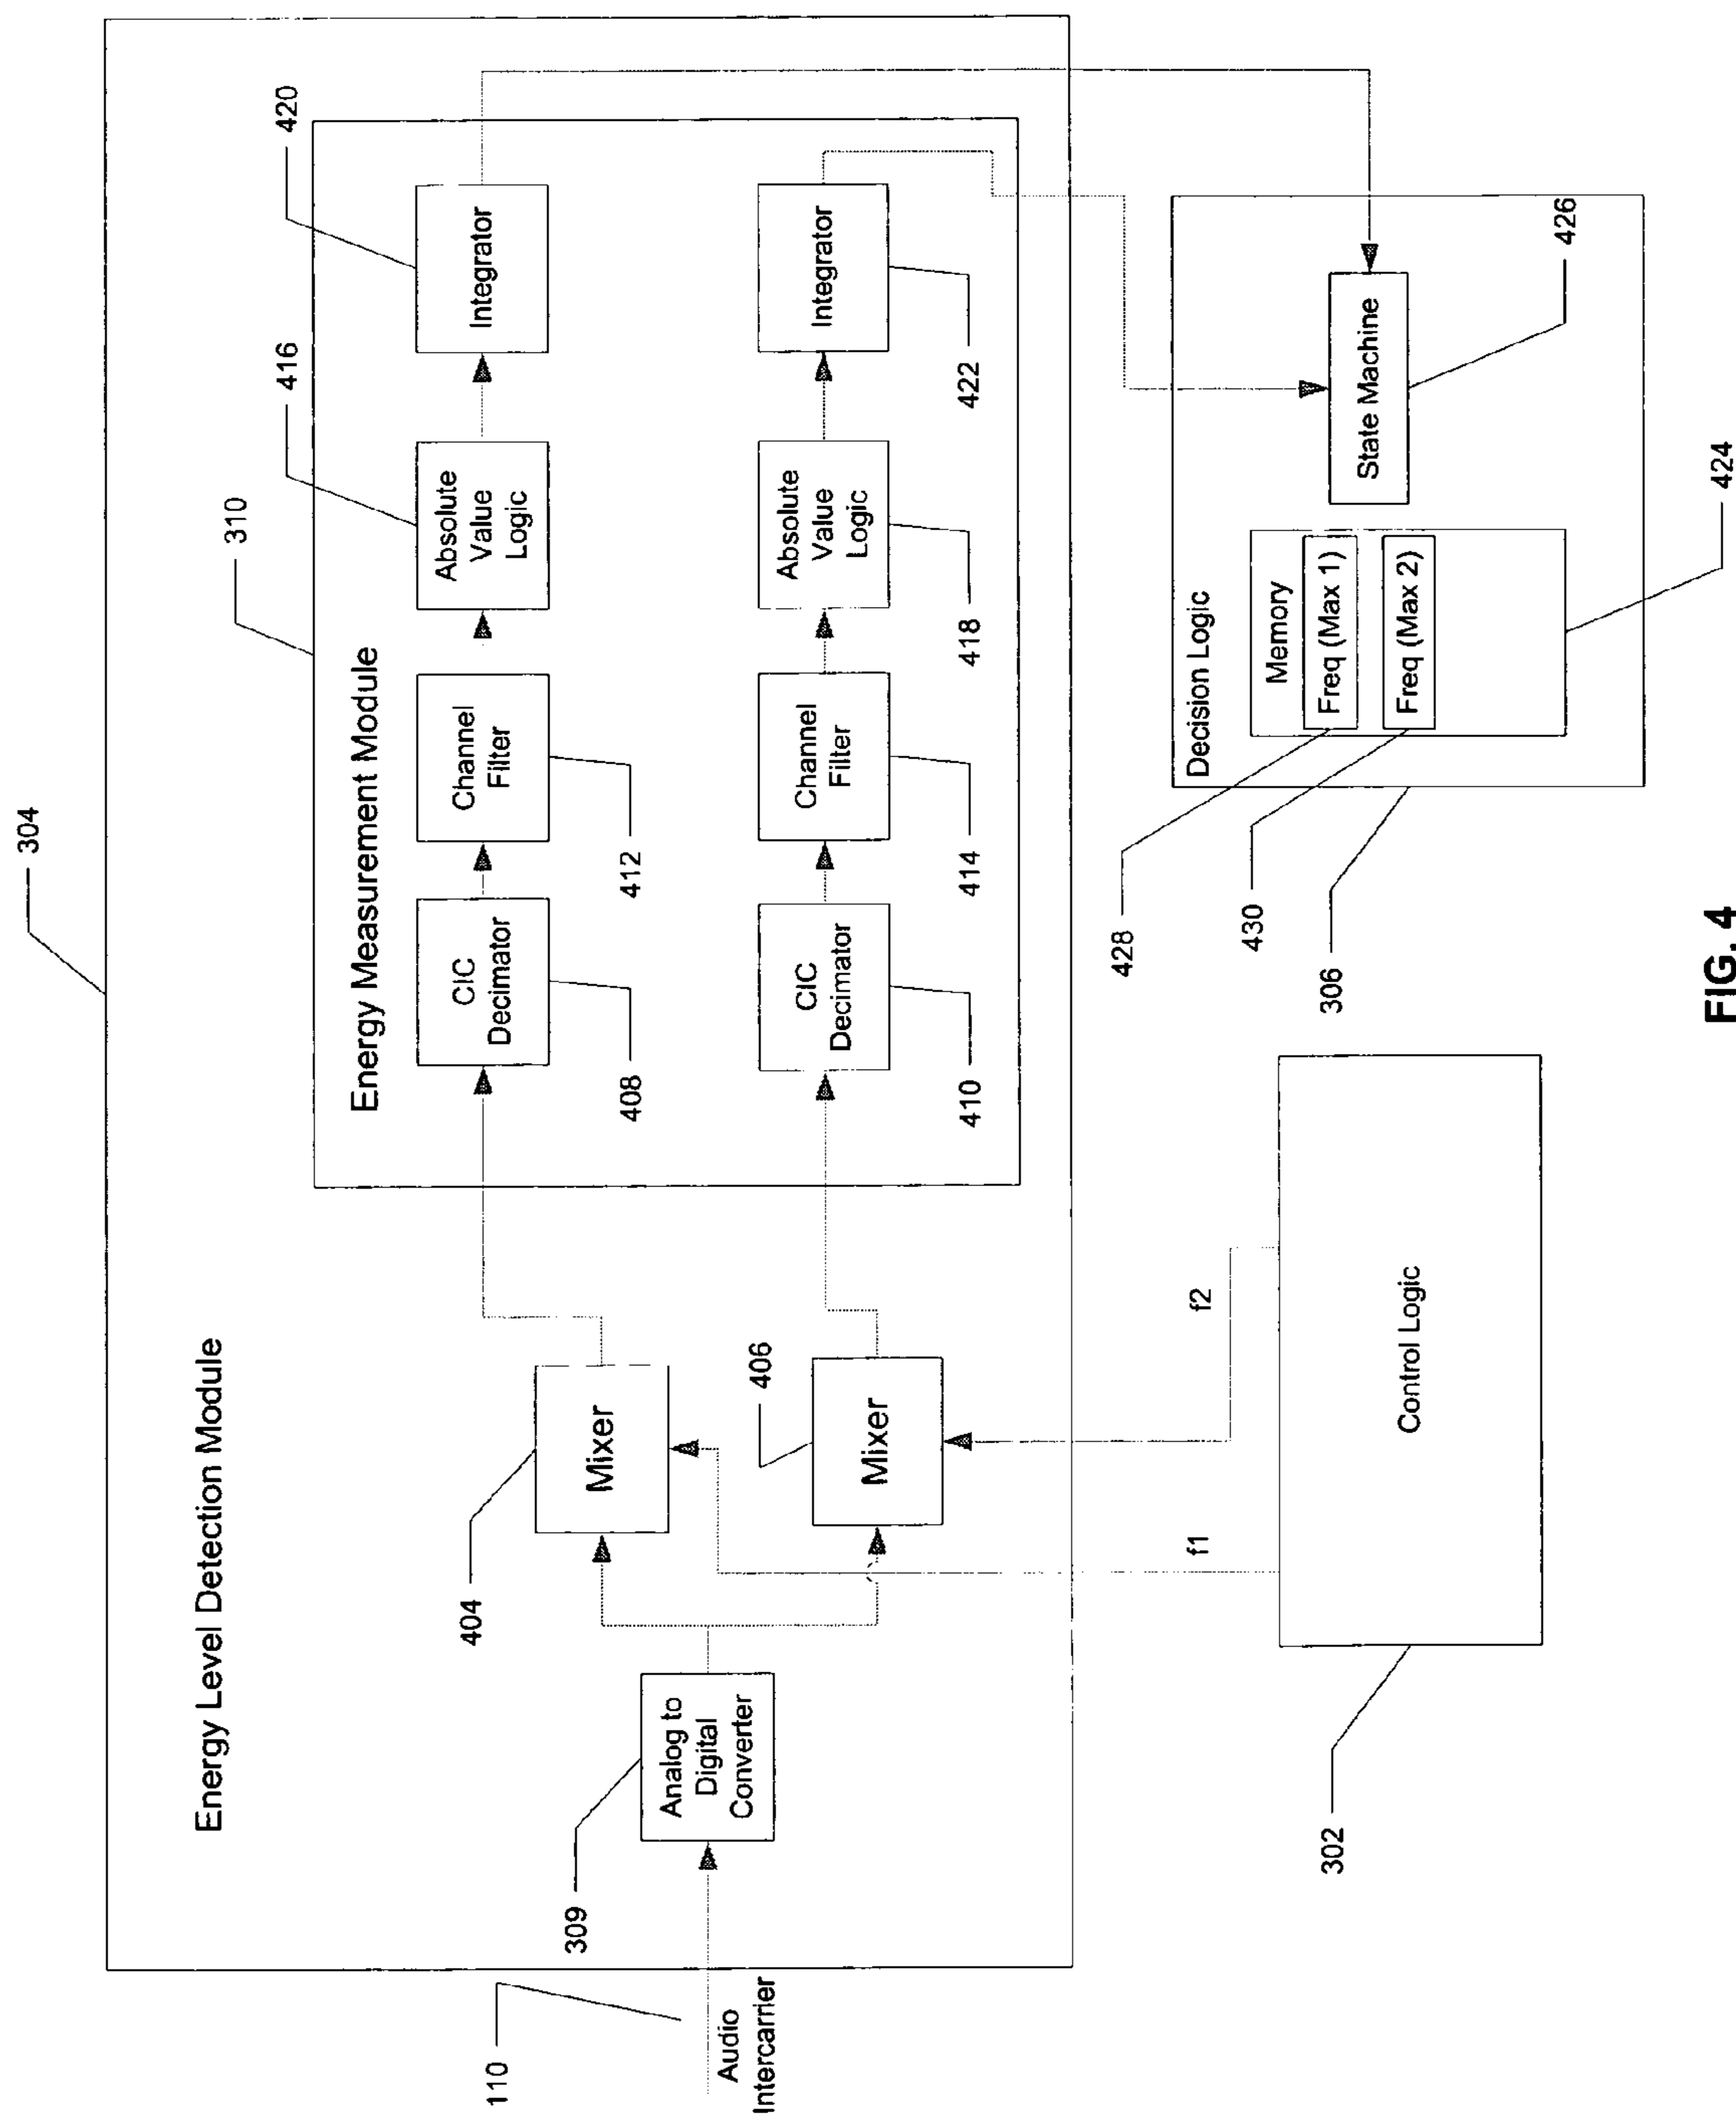 304
Energy Level Detection Module
310
Energy Measurement Module
416
420
CIC
Decimator
Channel
Filter
Absolute
Value
Logic
Integrator
408
412
404
Mixer
406
Mixer
CIC
Decimator
Channel
Filter
Absolute
Value
Logic
Integrator
410
414
418
422
309
Analog to
Digital
Converter
110
Audio
Intercarrier
f1
f2
Control Logic
302
Decision Logic
Memory
Freq (Max 1)
Freq (Max 2)
State Machine
426
428
430
306
424
FIG. 4